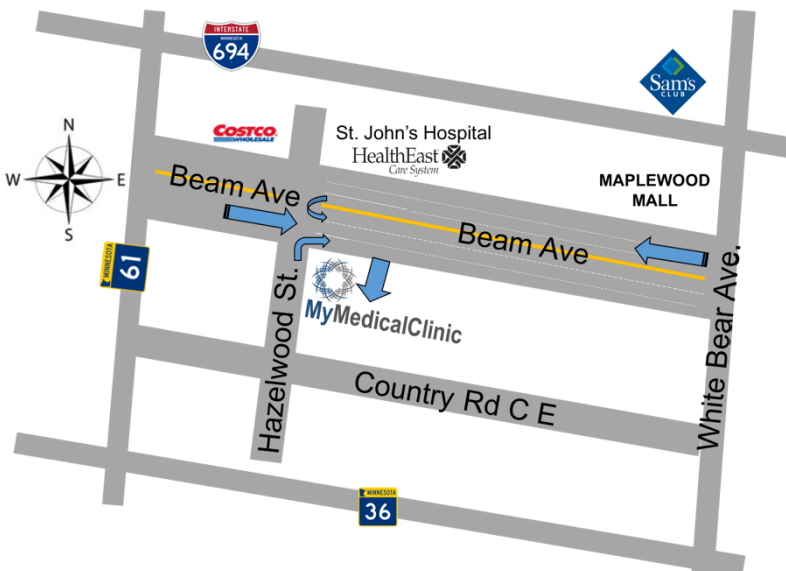 INTERSTATE
MINNESOTA
694
Sam's
CLUB
N
W E
S
COSTCO
WHOLESALE
St. John's Hospital
HealthEast
Care System
MAPLEWOOD
MALL
Beam Ave
Beam Ave
MINNESOTA
61
Hazelwood St.
MyMedicalClinic
White Bear Ave.
Country Rd C E
MINNESOTA
36